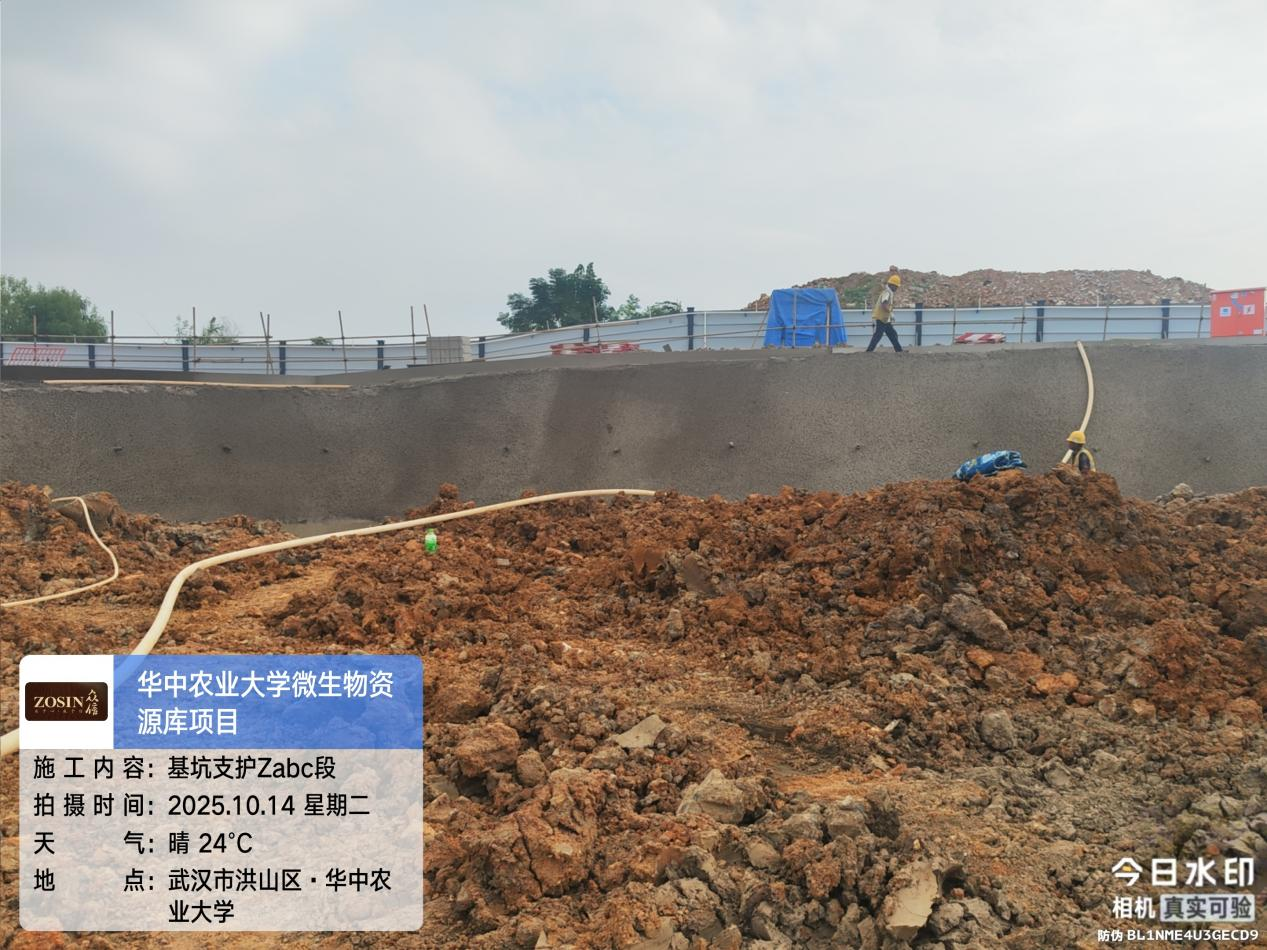 华中农业大学微生物资
源库项目
ZOSIN 众信
施工内容：基坑支护Zabc段
拍摄时间：2025.10.14 星期二
天气：晴 24°C
地点：武汉市洪山区·华中农
业大学
今日水印
相机 真实可验
防伪 BL1NME4U3GECD9